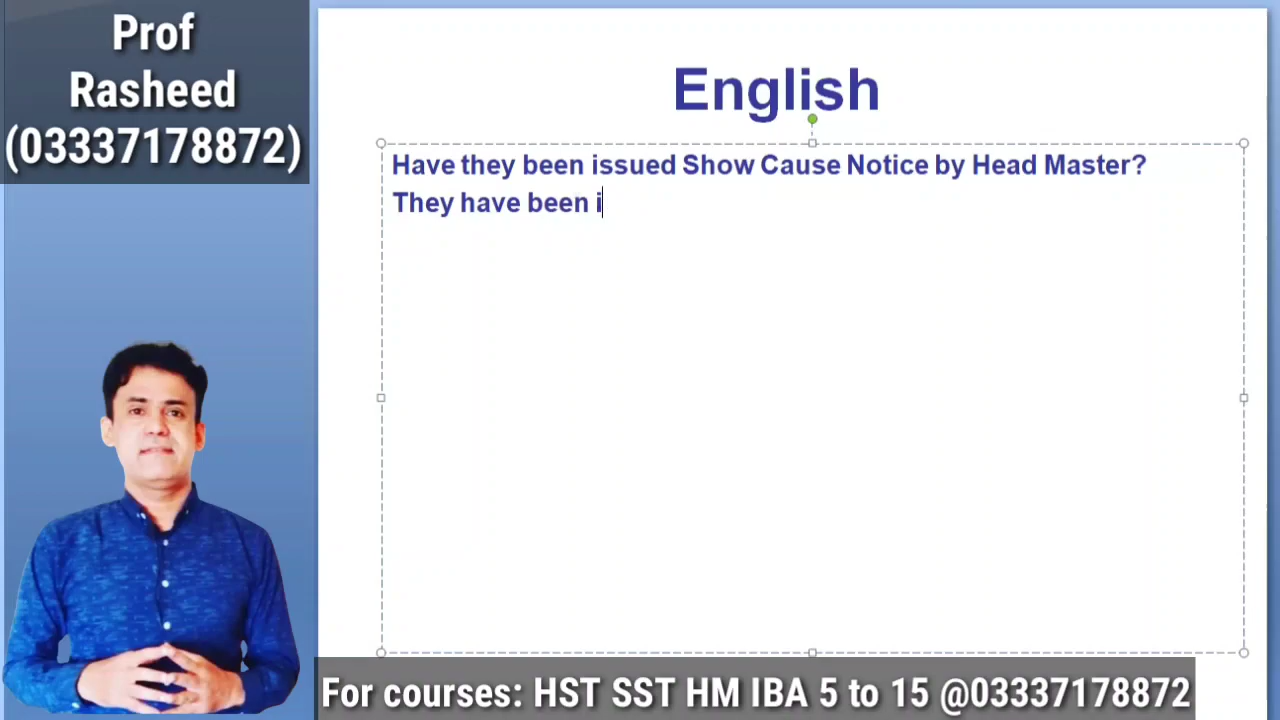 Prof
Rasheed
(03337178872)
English
Have they been issued Show Cause Notice by Head Master?
They have been i
For courses: HST SST HM IBA 5 to 15 @03337178872